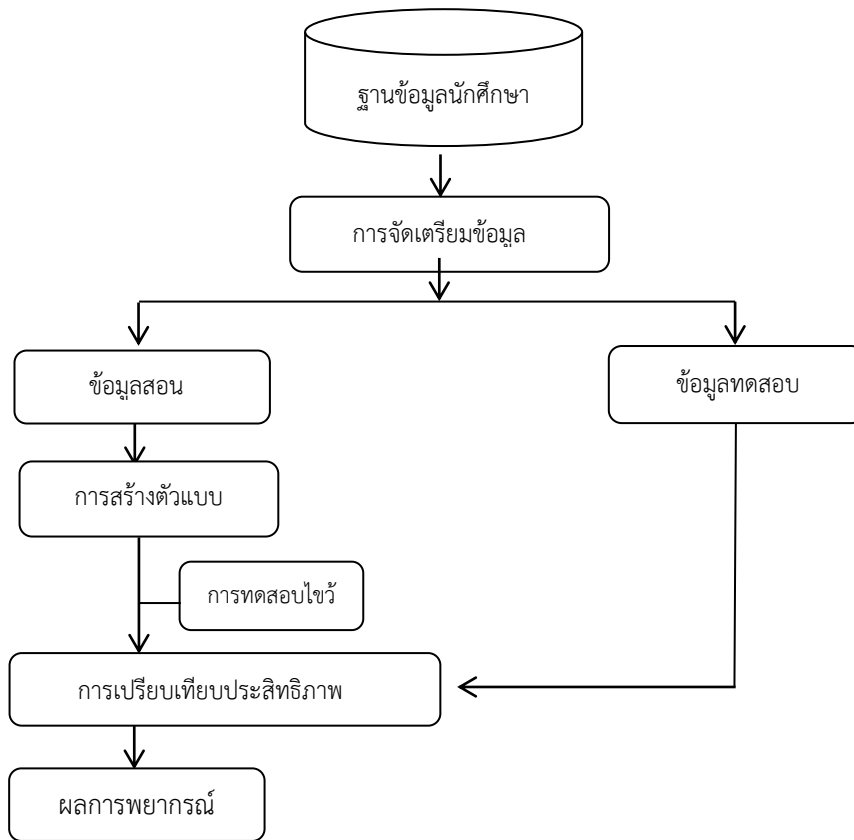 ฐานข้อมูลนักศึกษา
การจัดเตรียมข้อมูล
ข้อมูลสอน
ข้อมูลทดสอบ
การสร้างตัวแบบ
การทดสอบไขว้
การเปรียบเทียบประสิทธิภาพ
ผลการพยากรณ์